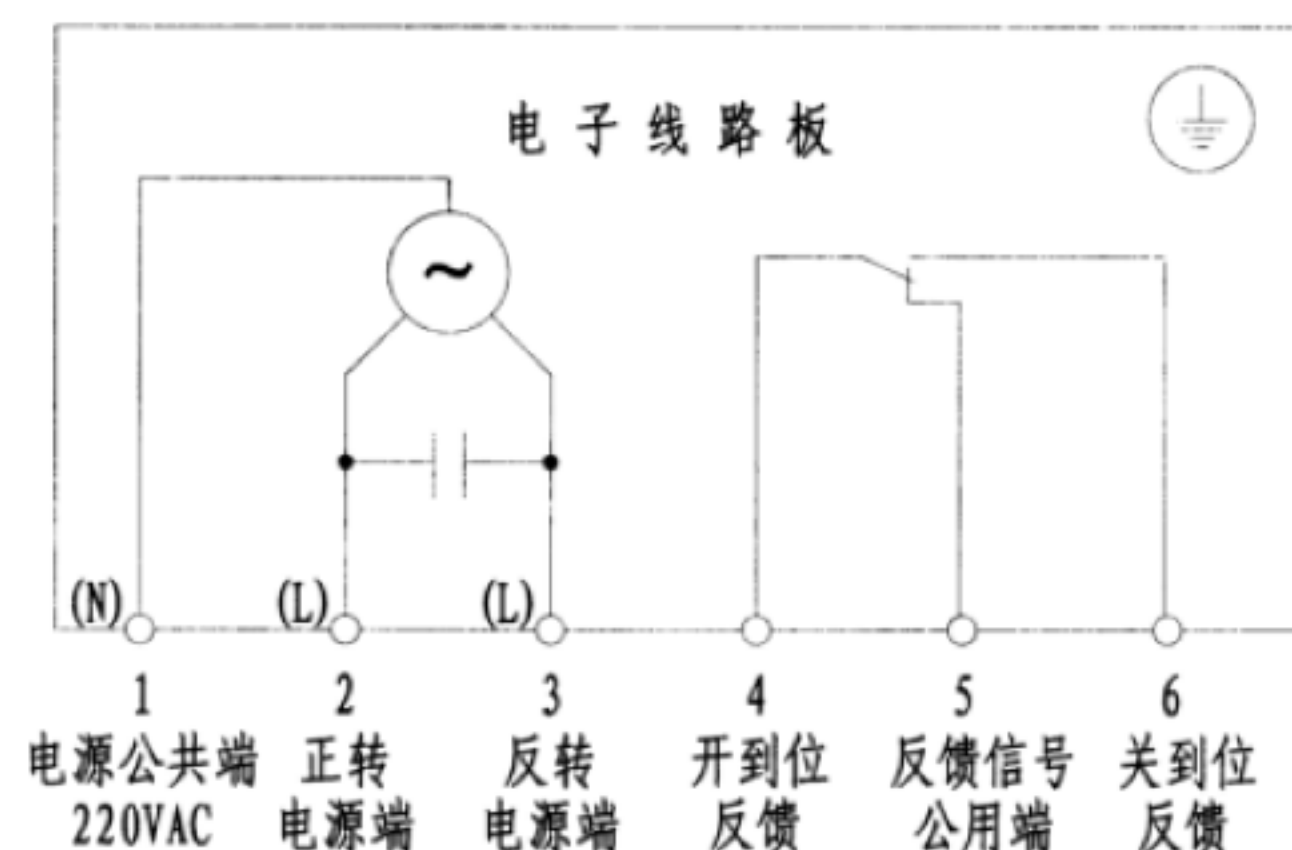 电子线路板
(N) (L) (L)
1 2 3 4 5 6
电源公共端 正转 反转 开到位 反馈信号 关到位
220VAC 电源端 电源端 反馈 公用端 反馈